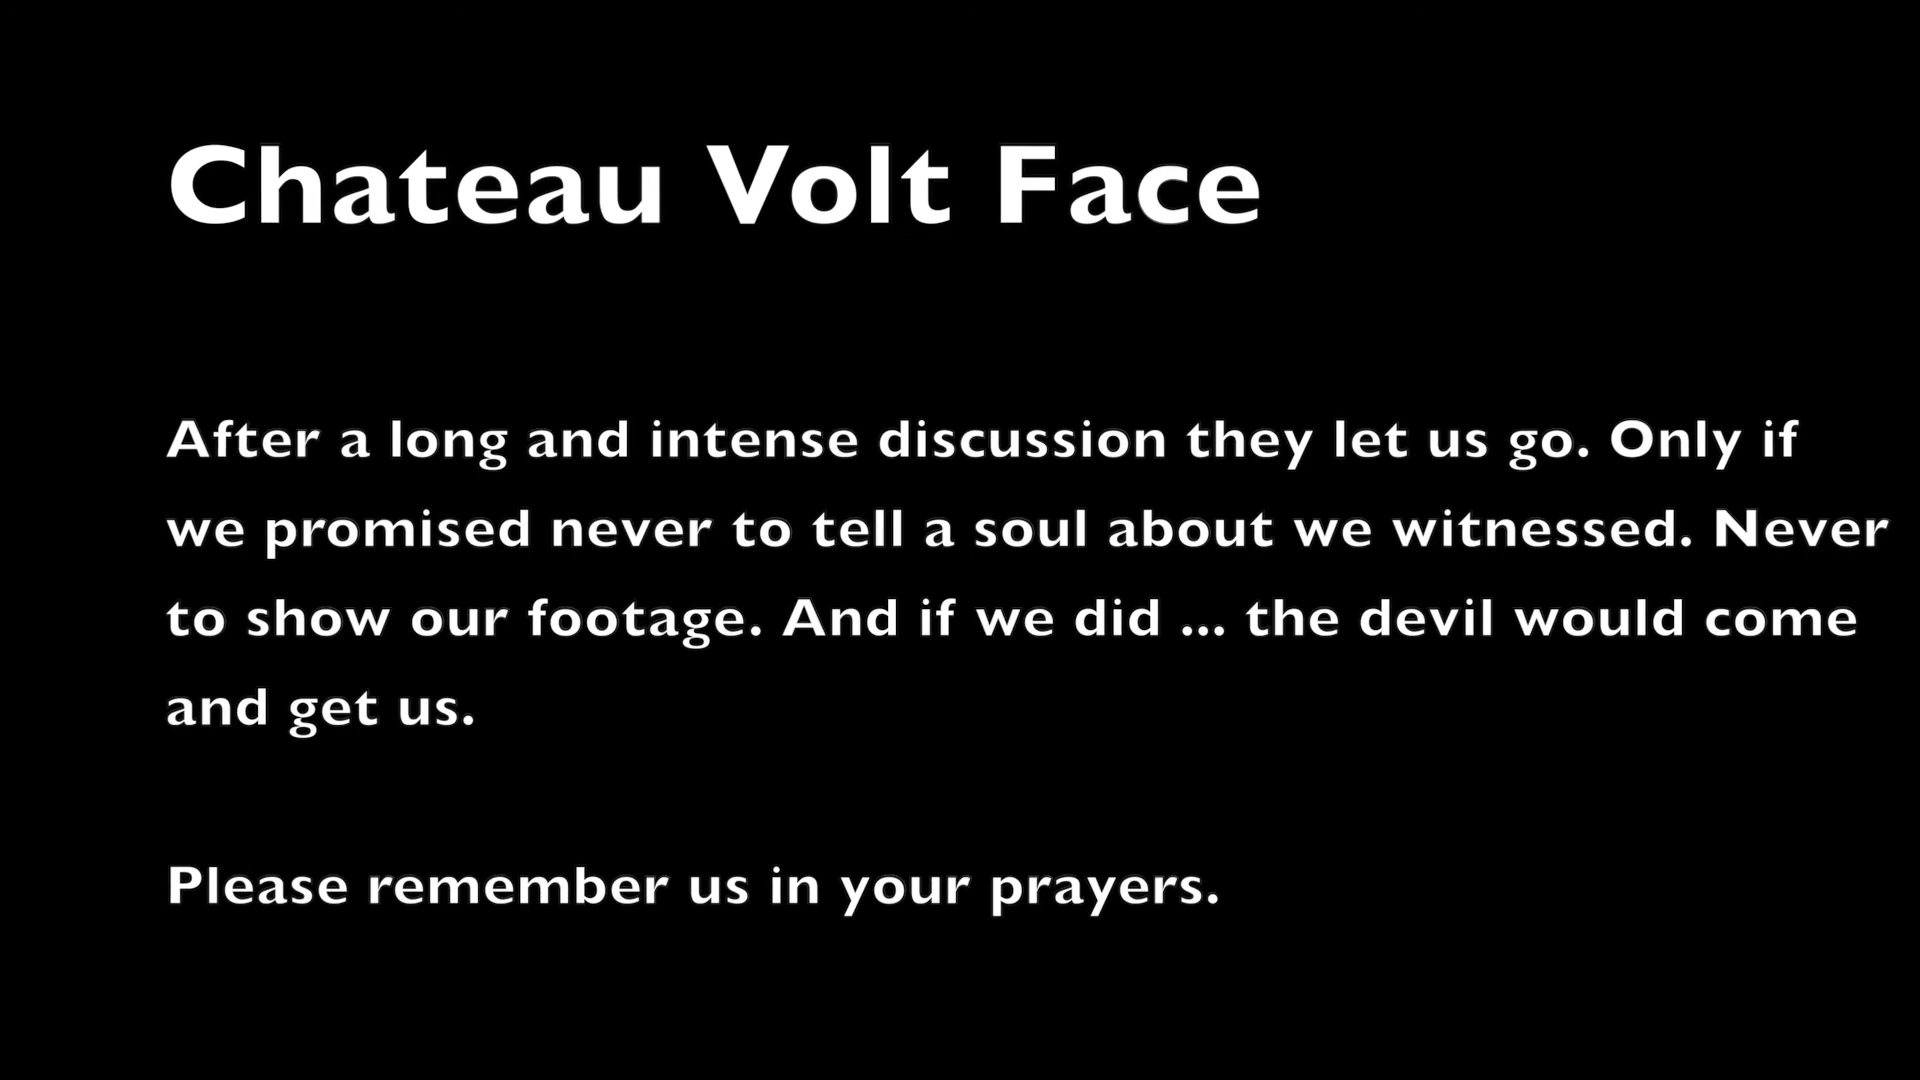 Chateau Volt Face
After a long and intense discussion they let us go. Only if
we promised never to tell a soul about we witnessed. Never
to show our footage. And if we did ... the devil would come
and get us.
Please remember us in your prayers.